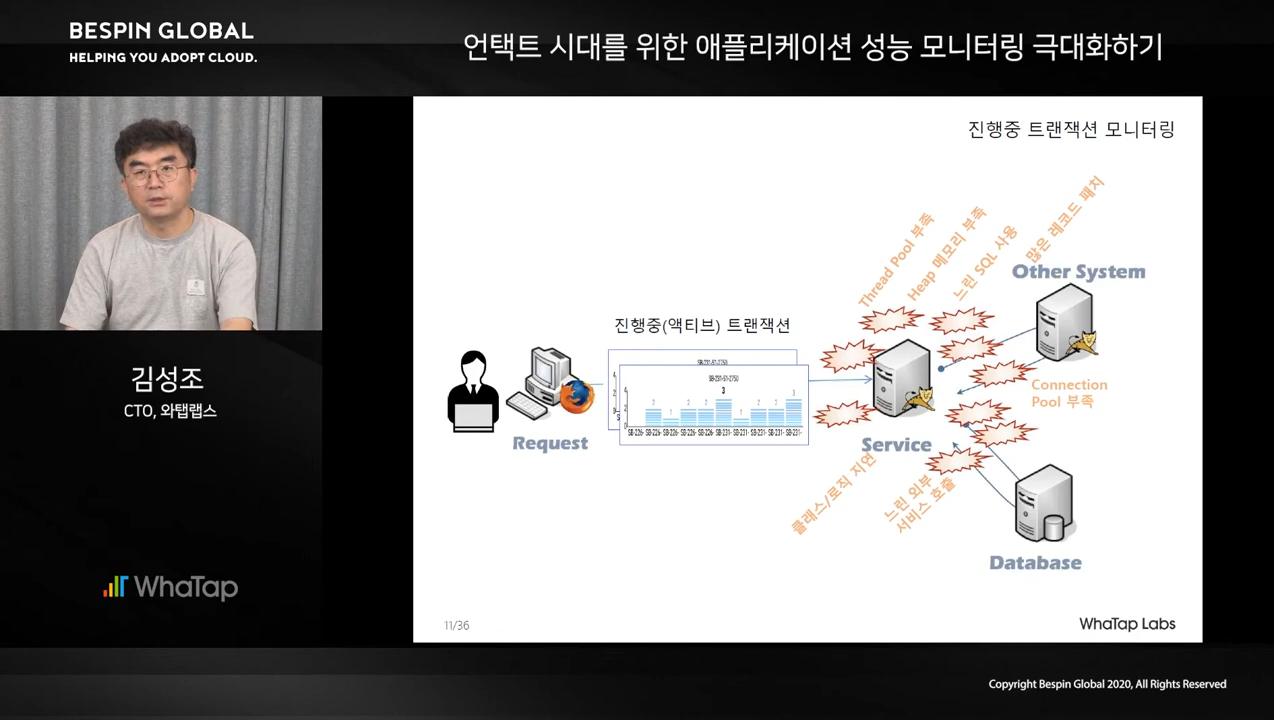 BESPIN GLOBAL
HELPING YOU ADOPT CLOUD.
언택트 시대를 위한 애플리케이션 성능 모니터링 극대화하기
김성조
CTO, 와탭랩스
WhaTap
진행중 트랜잭션 모니터링
Thread Pool 부족
Heap 메모리 부족
느린 SQL 사용
많은 레코드 패치
Other System
진행중(액티브) 트랜잭션
Connection
Pool 부족
Request
Service
클래스/로직 지연
느린 외부
서비스 호출
Database
11/36
WhaTap Labs
Copyright Bespin Global 2020, All Rights Reserved